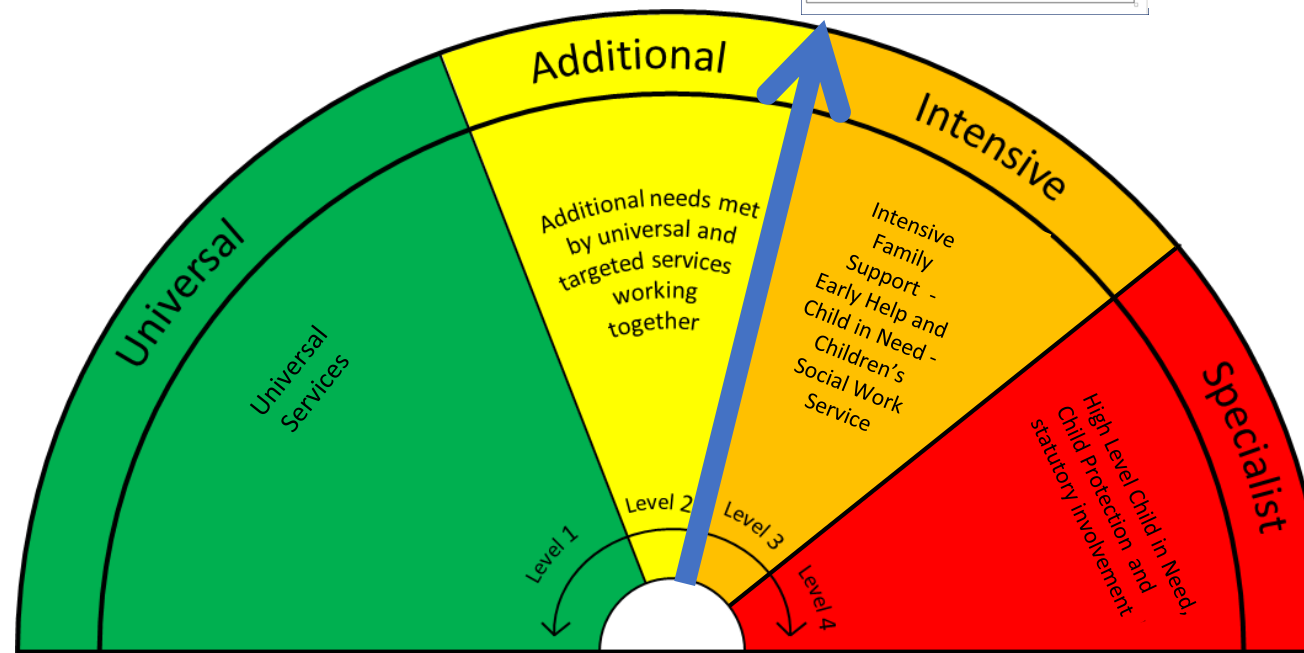 Universal
Additional
Intensive
Specialist
Universal
Services
Additional needs met
by universal and
targeted services
working
together
Intensive
Family
Support -
Early Help and
Child in Need -
Children's
Social Work
Service
High Level Child in Need,
Child Protection and
statutory involvement
Level 1
Level 2
Level 3
Level 4